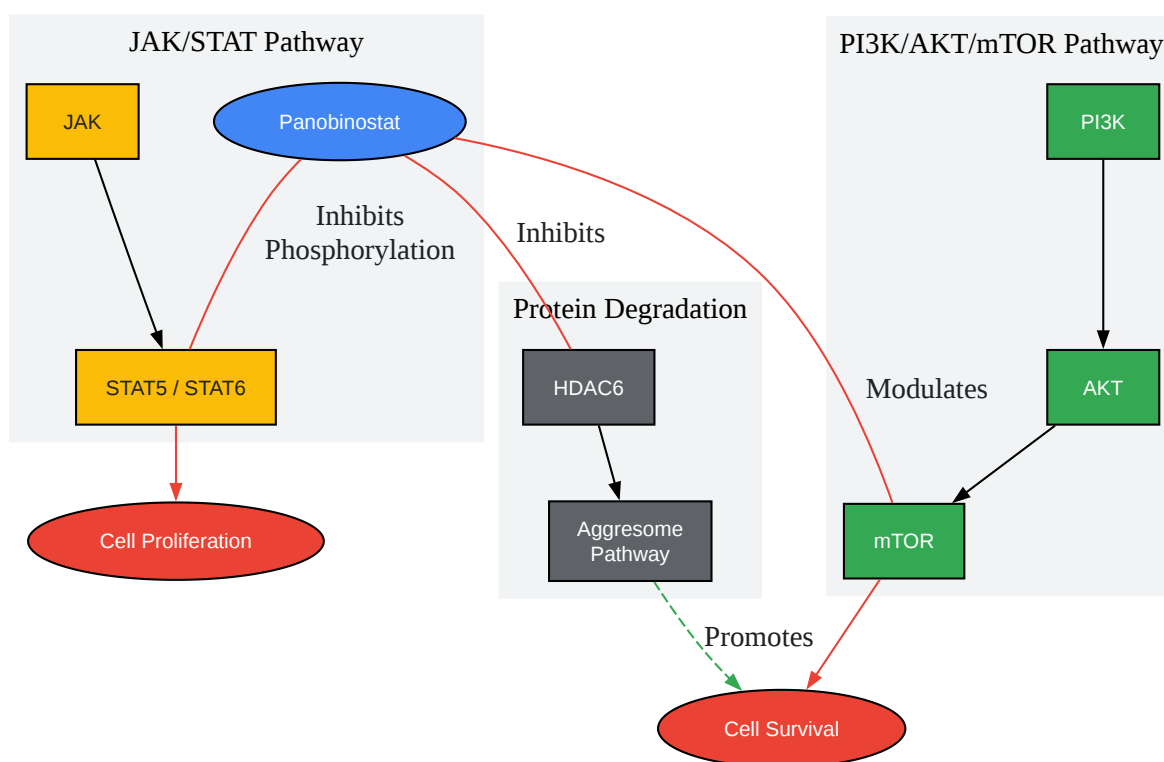 JAK/STAT Pathway
PI3K/AKT/mTOR Pathway
JAK
Panobinostat
PI3K
Inhibits
Phosphorylation
Inhibits
Protein Degradation
STAT5 / STAT6
HDAC6
Modulates
AKT
Cell Proliferation
Aggresome
Pathway
mTOR
Promotes
Cell Survival